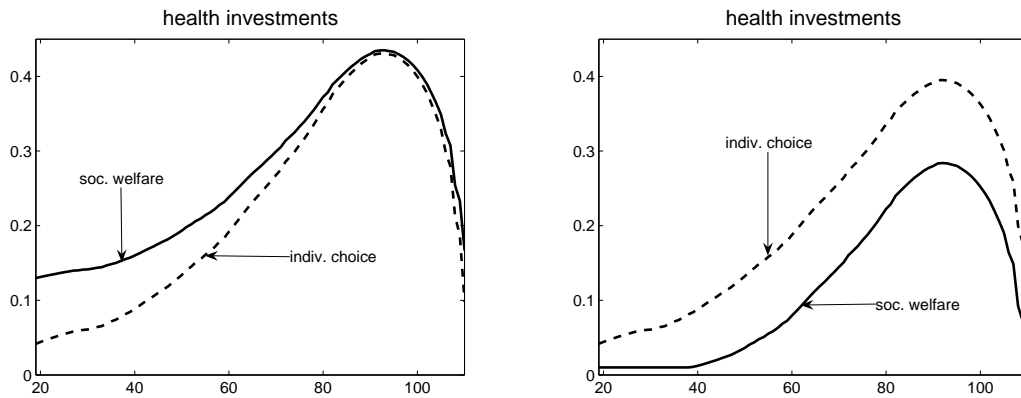 health investments
0.4
0.3
0.2
0.1
0
20 40 60 80 100
soc. welfare
indiv. choice
health investments
0.4
0.3
0.2
0.1
0
20 40 60 80 100
indiv. choice
soc. welfare